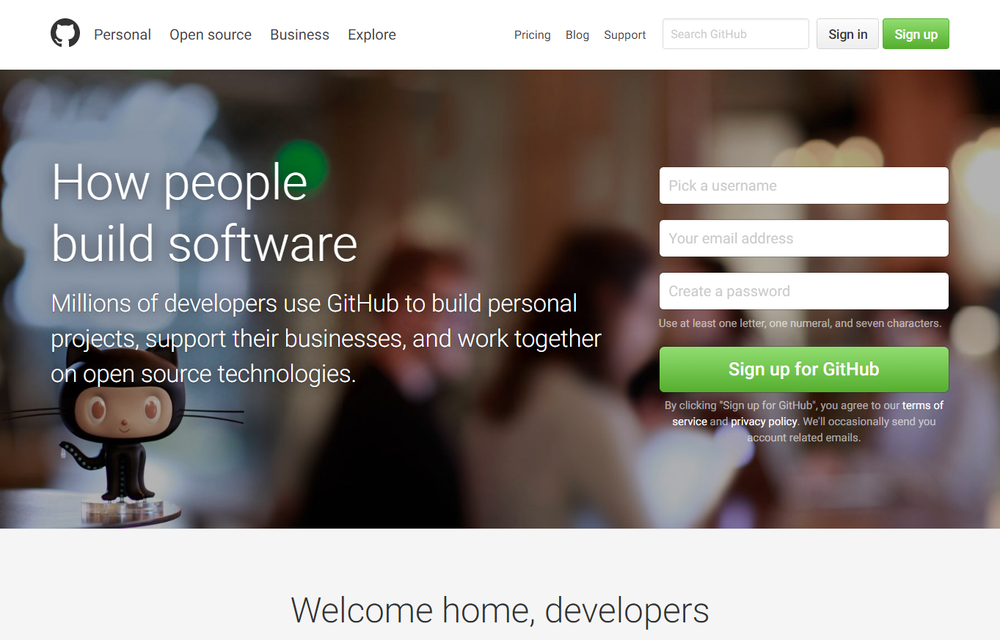 Personal Open source Business Explore Pricing Blog Support Search GitHub Sign in Sign up
How people
build software
Millions of developers use GitHub to build personal
projects, support their businesses, and work together
on open source technologies.
Pick a username
Your email address
Create a password
Use at least one letter, one numeral, and seven characters.
Sign up for GitHub
By clicking "Sign up for GitHub", you agree to our terms of
service and privacy policy. We'll occasionally send you
account related emails.
Welcome home, developers